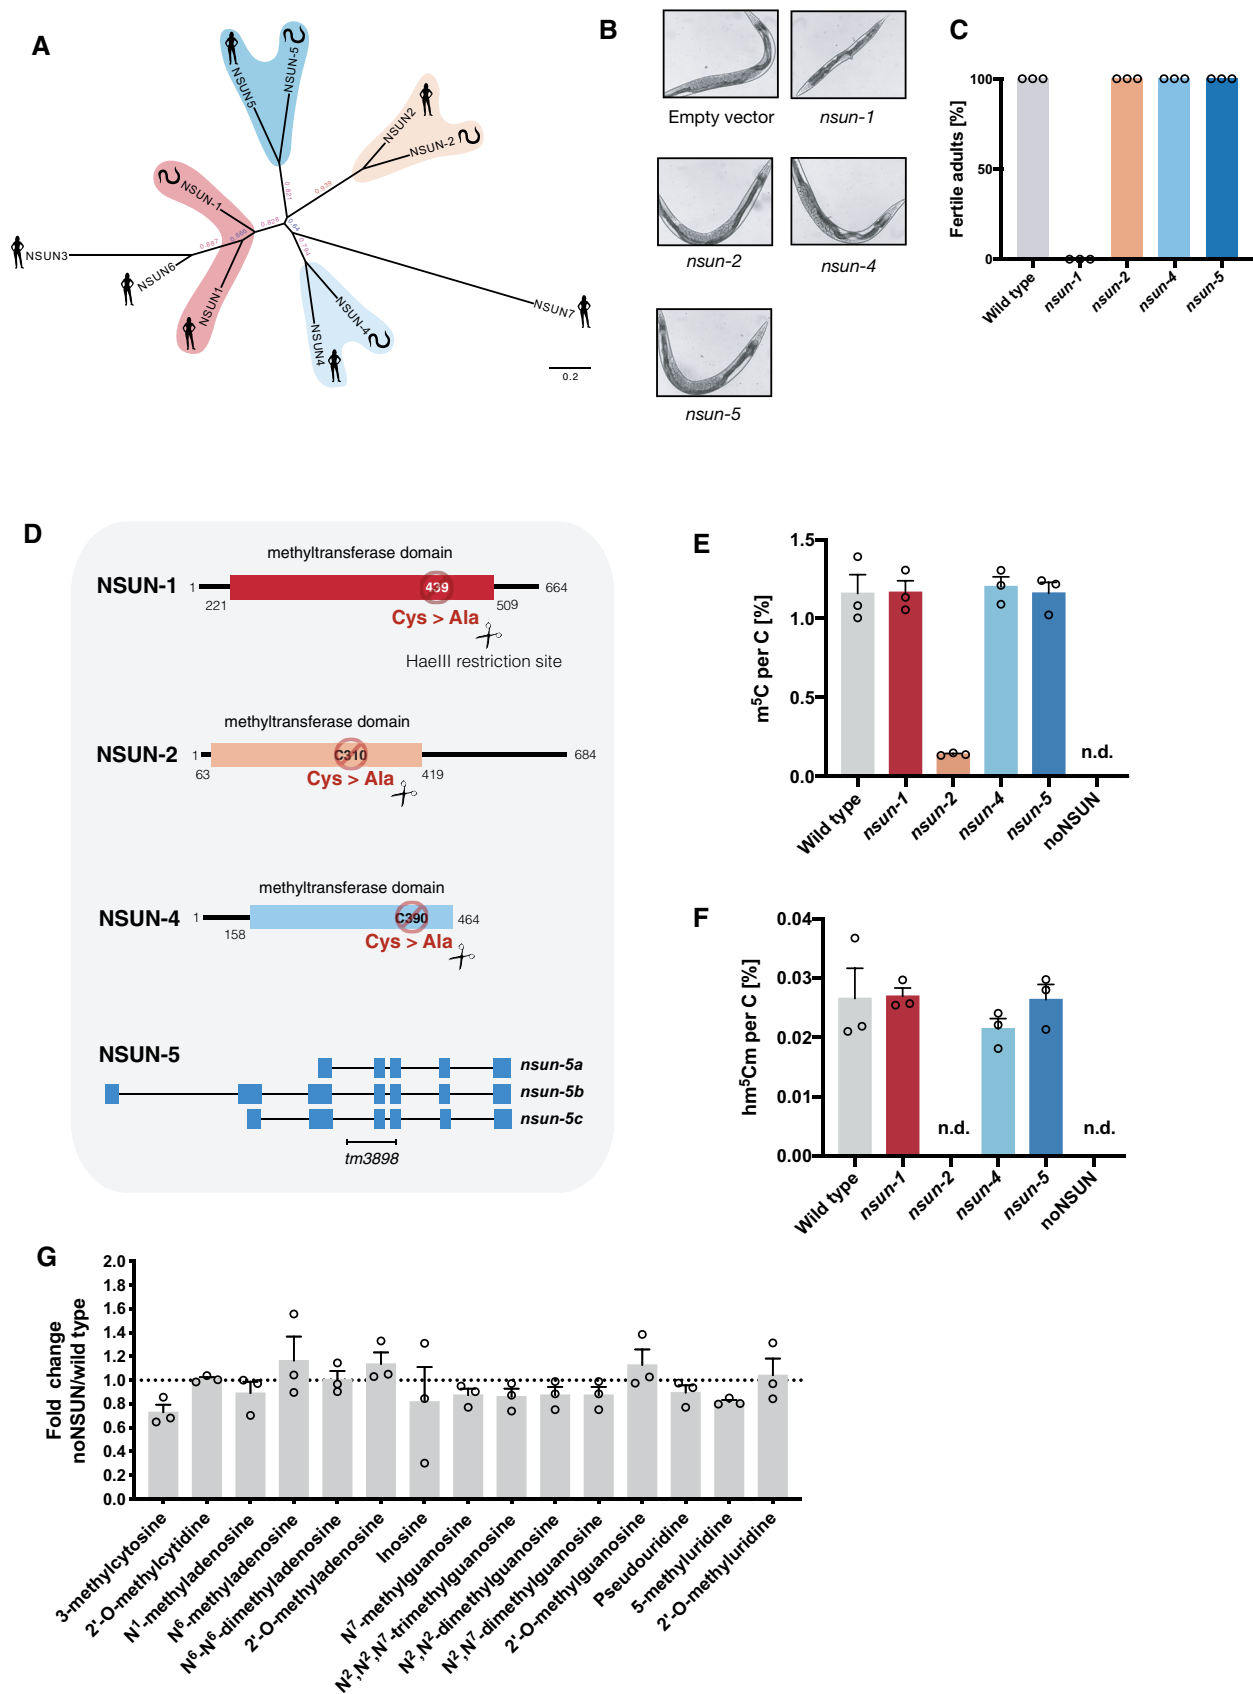 A
NSUN5
NSUN-5
NSUN2
NSUN-2
NSUN-1
NSUN3
NSUN6
NSUN1
NSUN4
NSUN-4
NSUN7
0.821
0.939
0.828
0.897
0.64
0.2
B
Empty vector
nsun-1
nsun-2
nsun-4
nsun-5
C
Fertile adults [%]
100
50
0
Wild type
nsun-1
nsun-2
nsun-4
nsun-5
D
methyltransferase domain
NSUN-1
1
439
664
221
509
Cys > Ala
HaeIII restriction site
methyltransferase domain
NSUN-2
1
C310
684
63
419
Cys > Ala
methyltransferase domain
NSUN-4
1
C390
464
158
Cys > Ala
NSUN-5
nsun-5a
nsun-5b
nsun-5c
tm3898
E
m⁵C per C [%]
1.5
1.0
0.5
0.0
n.d.
Wild type
nsun-1
nsun-2
nsun-4
nsun-5
noNSUN
F
hm⁵Cm per C [%]
0.04
0.03
0.02
0.01
0.00
n.d.
n.d.
Wild type
nsun-1
nsun-2
nsun-4
nsun-5
noNSUN
G
Fold change
noNSUN/wild type
2.0
1.8
1.6
1.4
1.2
1.0
0.8
0.6
0.4
0.2
0.0
3-methylcytosine
2'-O-methylcytidine
N¹-methyladenosine
N⁶-methyladenosine
N⁶-N⁶-dimethyladenosine
2'-O-methyladenosine
Inosine
N⁷-methylguanosine
N²,N²,N⁷-trimethylguanosine
N²,N²-dimethylguanosine
N²,N⁷-dimethylguanosine
2'-O-methylguanosine
Pseudouridine
5-methyluridine
2'-O-methyluridine